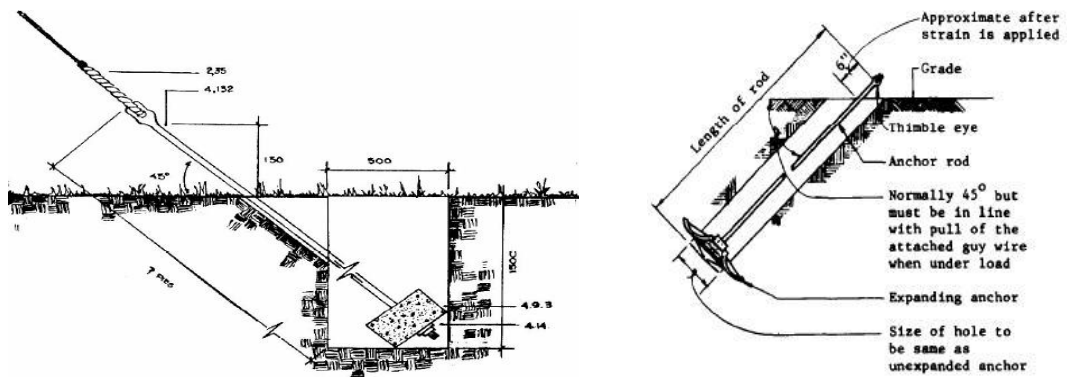 2,35
4,132
150
500
45°
1500
7 PIES
4.9.3
4.14
Approximate after
strain is applied
6"
Grade
Length of rod
Thimble eye
Anchor rod
Normally 45° but
must be in line
with pull of the
attached guy wire
when under load
Expanding anchor
Size of hole to
be same as
unexpanded anchor